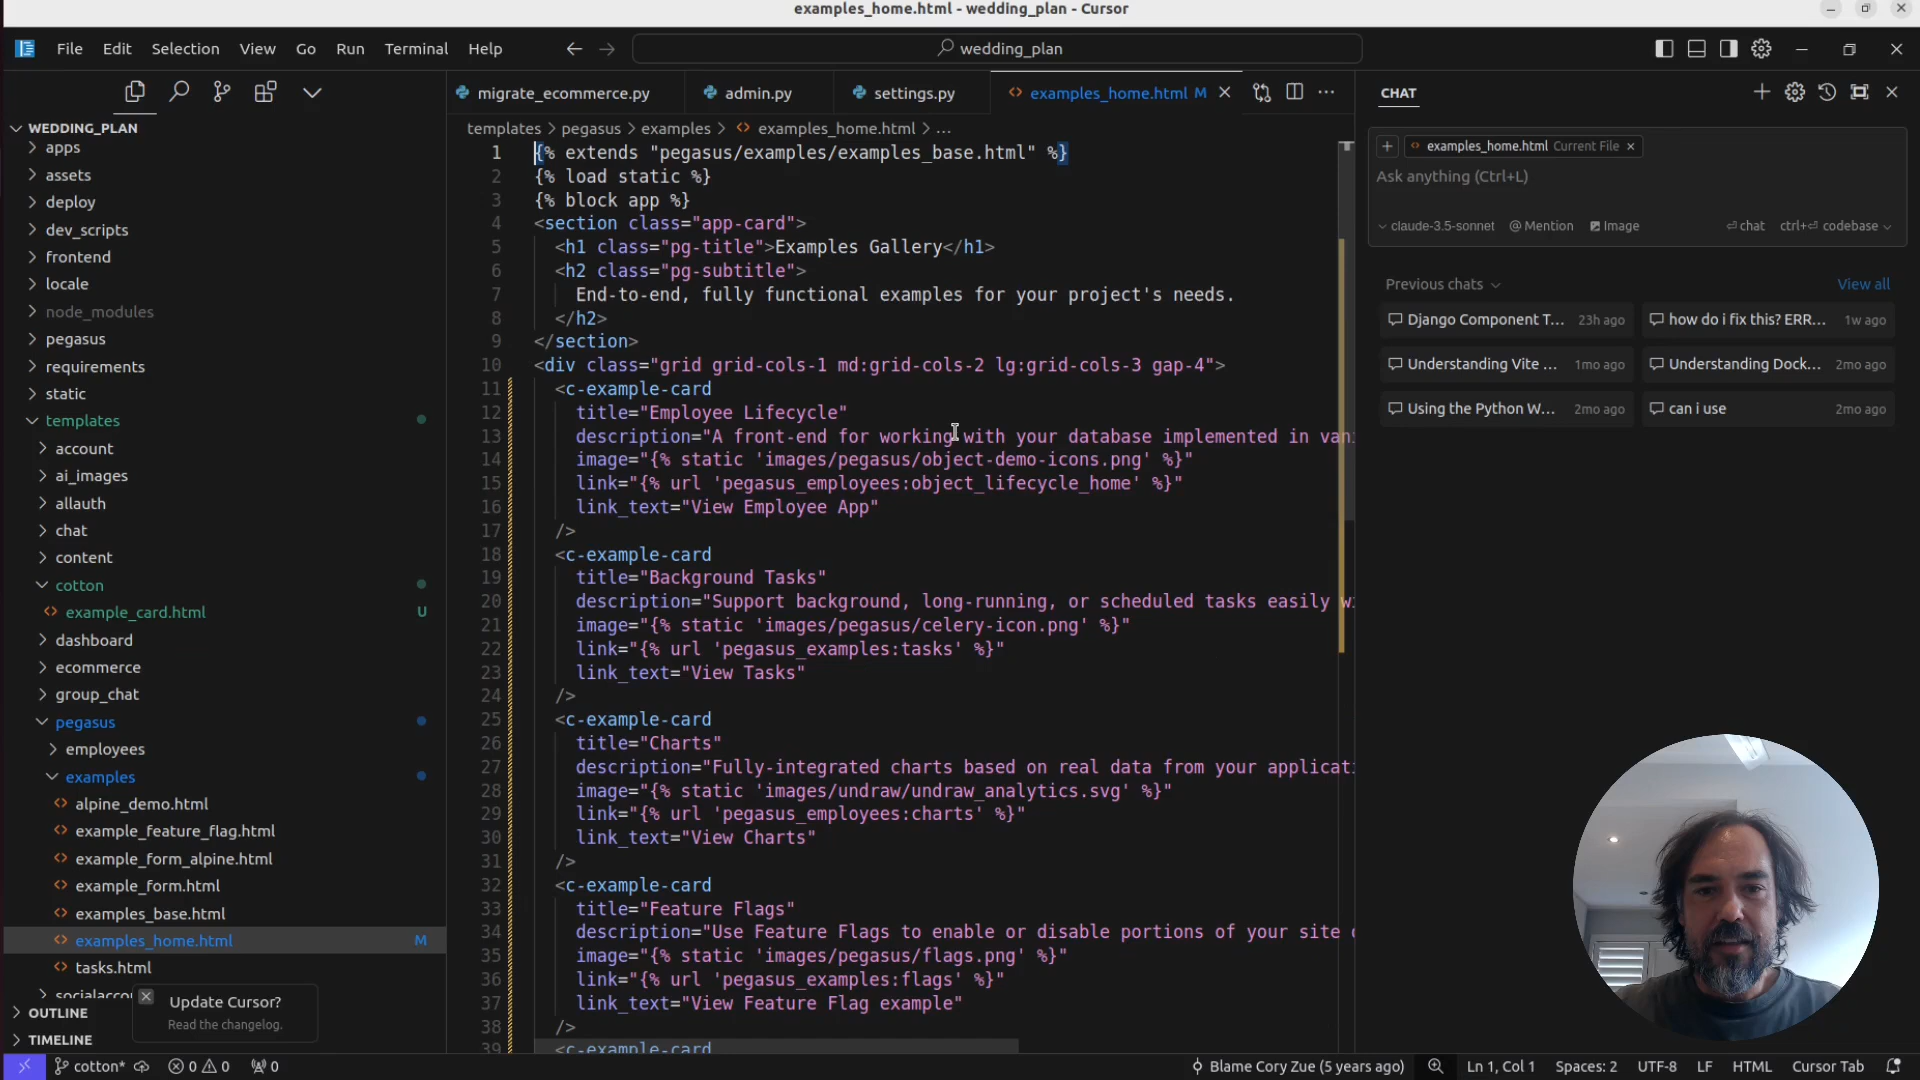 examples_home.html - wedding_plan - Cursor
File Edit Selection View Go Run Terminal Help
wedding_plan
WEDDING_PLAN
apps
assets
deploy
dev_scripts
frontend
locale
node_modules
pegasus
requirements
static
templates
account
ai_images
allauth
chat
content
cotton
example_card.html U
dashboard
ecommerce
group_chat
pegasus
employees
examples
alpine_demo.html
example_feature_flag.html
example_form_alpine.html
example_form.html
examples_base.html
examples_home.html M
tasks.html
OUTLINE
TIMELINE
Update Cursor?
Read the changelog.
migrate_ecommerce.py admin.py settings.py examples_home.html M
templates > pegasus > examples > <> examples_home.html > ...
1 {% extends "pegasus/examples/examples_base.html" %}
2 {% load static %}
3 {% block app %}
4 <section class="app-card">
5 <h1 class="pg-title">Examples Gallery</h1>
6 <h2 class="pg-subtitle">
7 End-to-end, fully functional examples for your project's needs.
8 </h2>
9 </section>
10 <div class="grid grid-cols-1 md:grid-cols-2 lg:grid-cols-3 gap-4">
11 <c-example-card
12 title="Employee Lifecycle"
13 description="A front-end for working with your database implemented in
14 image="{% static 'images/pegasus/object-demo-icons.png' %}"
15 link="{% url 'pegasus_employees:object_lifecycle_home' %}"
16 link_text="View Employee App"
17 />
18 <c-example-card
19 title="Background Tasks"
20 description="Support background, long-running, or scheduled tasks easily
21 image="{% static 'images/pegasus/celery-icon.png' %}"
22 link="{% url 'pegasus_examples:tasks' %}"
23 link_text="View Tasks"
24 />
25 <c-example-card
26 title="Charts"
27 description="Fully-integrated charts based on real data from your
28 image="{% static 'images/undraw/undraw_analytics.svg' %}"
29 link="{% url 'pegasus_employees:charts' %}"
30 link_text="View Charts"
31 />
32 <c-example-card
33 title="Feature Flags"
34 description="Use Feature Flags to enable or disable portions of your site
35 image="{% static 'images/pegasus/flags.png' %}"
36 link="{% url 'pegasus_examples:flags' %}"
37 link_text="View Feature Flag example"
38 />
39 <c-example-card
CHAT
examples_home.html Current File
Ask anything (Ctrl+L)
claude-3.5-sonnet @ Mention Image chat ctrl+⏎ codebase
Previous chats View all
Django Component T... 23h ago
how do i fix this? ERR... 1w ago
Understanding Vite ... 1mo ago
Understanding Dock... 2mo ago
Using the Python W... 2mo ago
can i use 2mo ago
cotton* 0 0 0 Blame Cory Zue (5 years ago) Ln 1, Col 1 Spaces: 2 UTF-8 LF HTML Cursor Tab